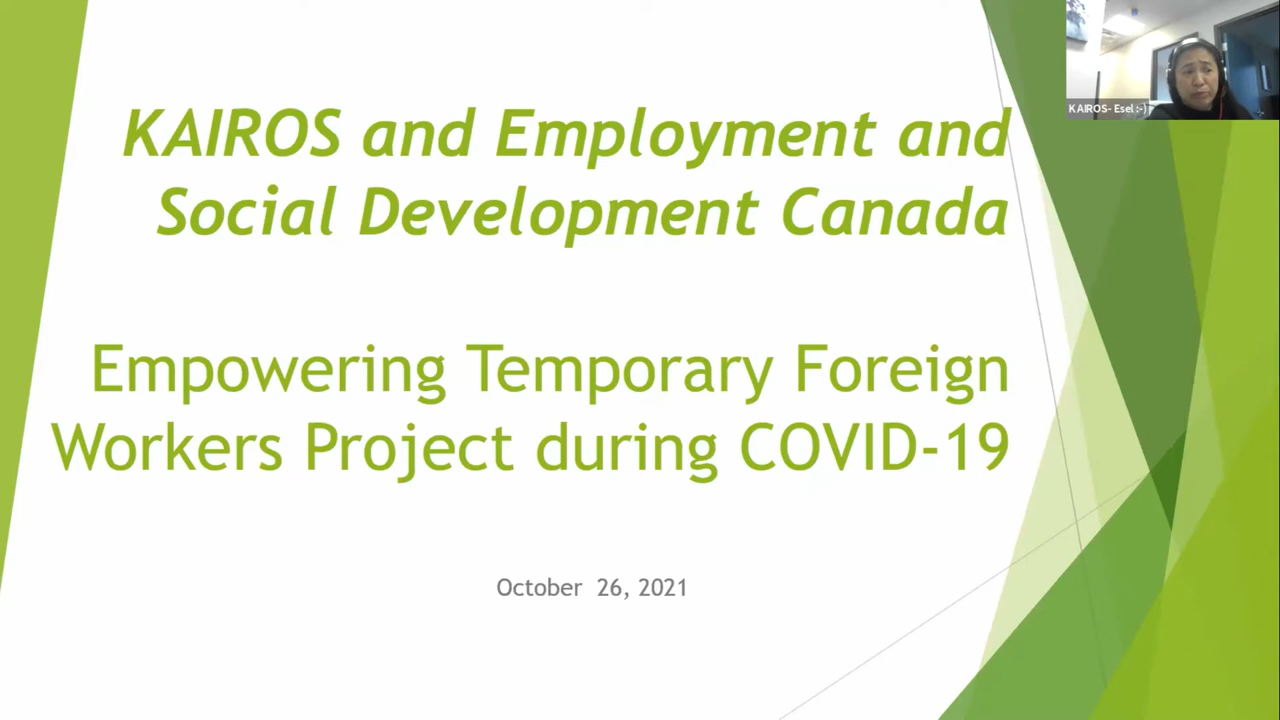 KAIROS and Employment and
Social Development Canada
Empowering Temporary Foreign
Workers Project during COVID-19
October 26, 2021
KAIROS- Esel :-)